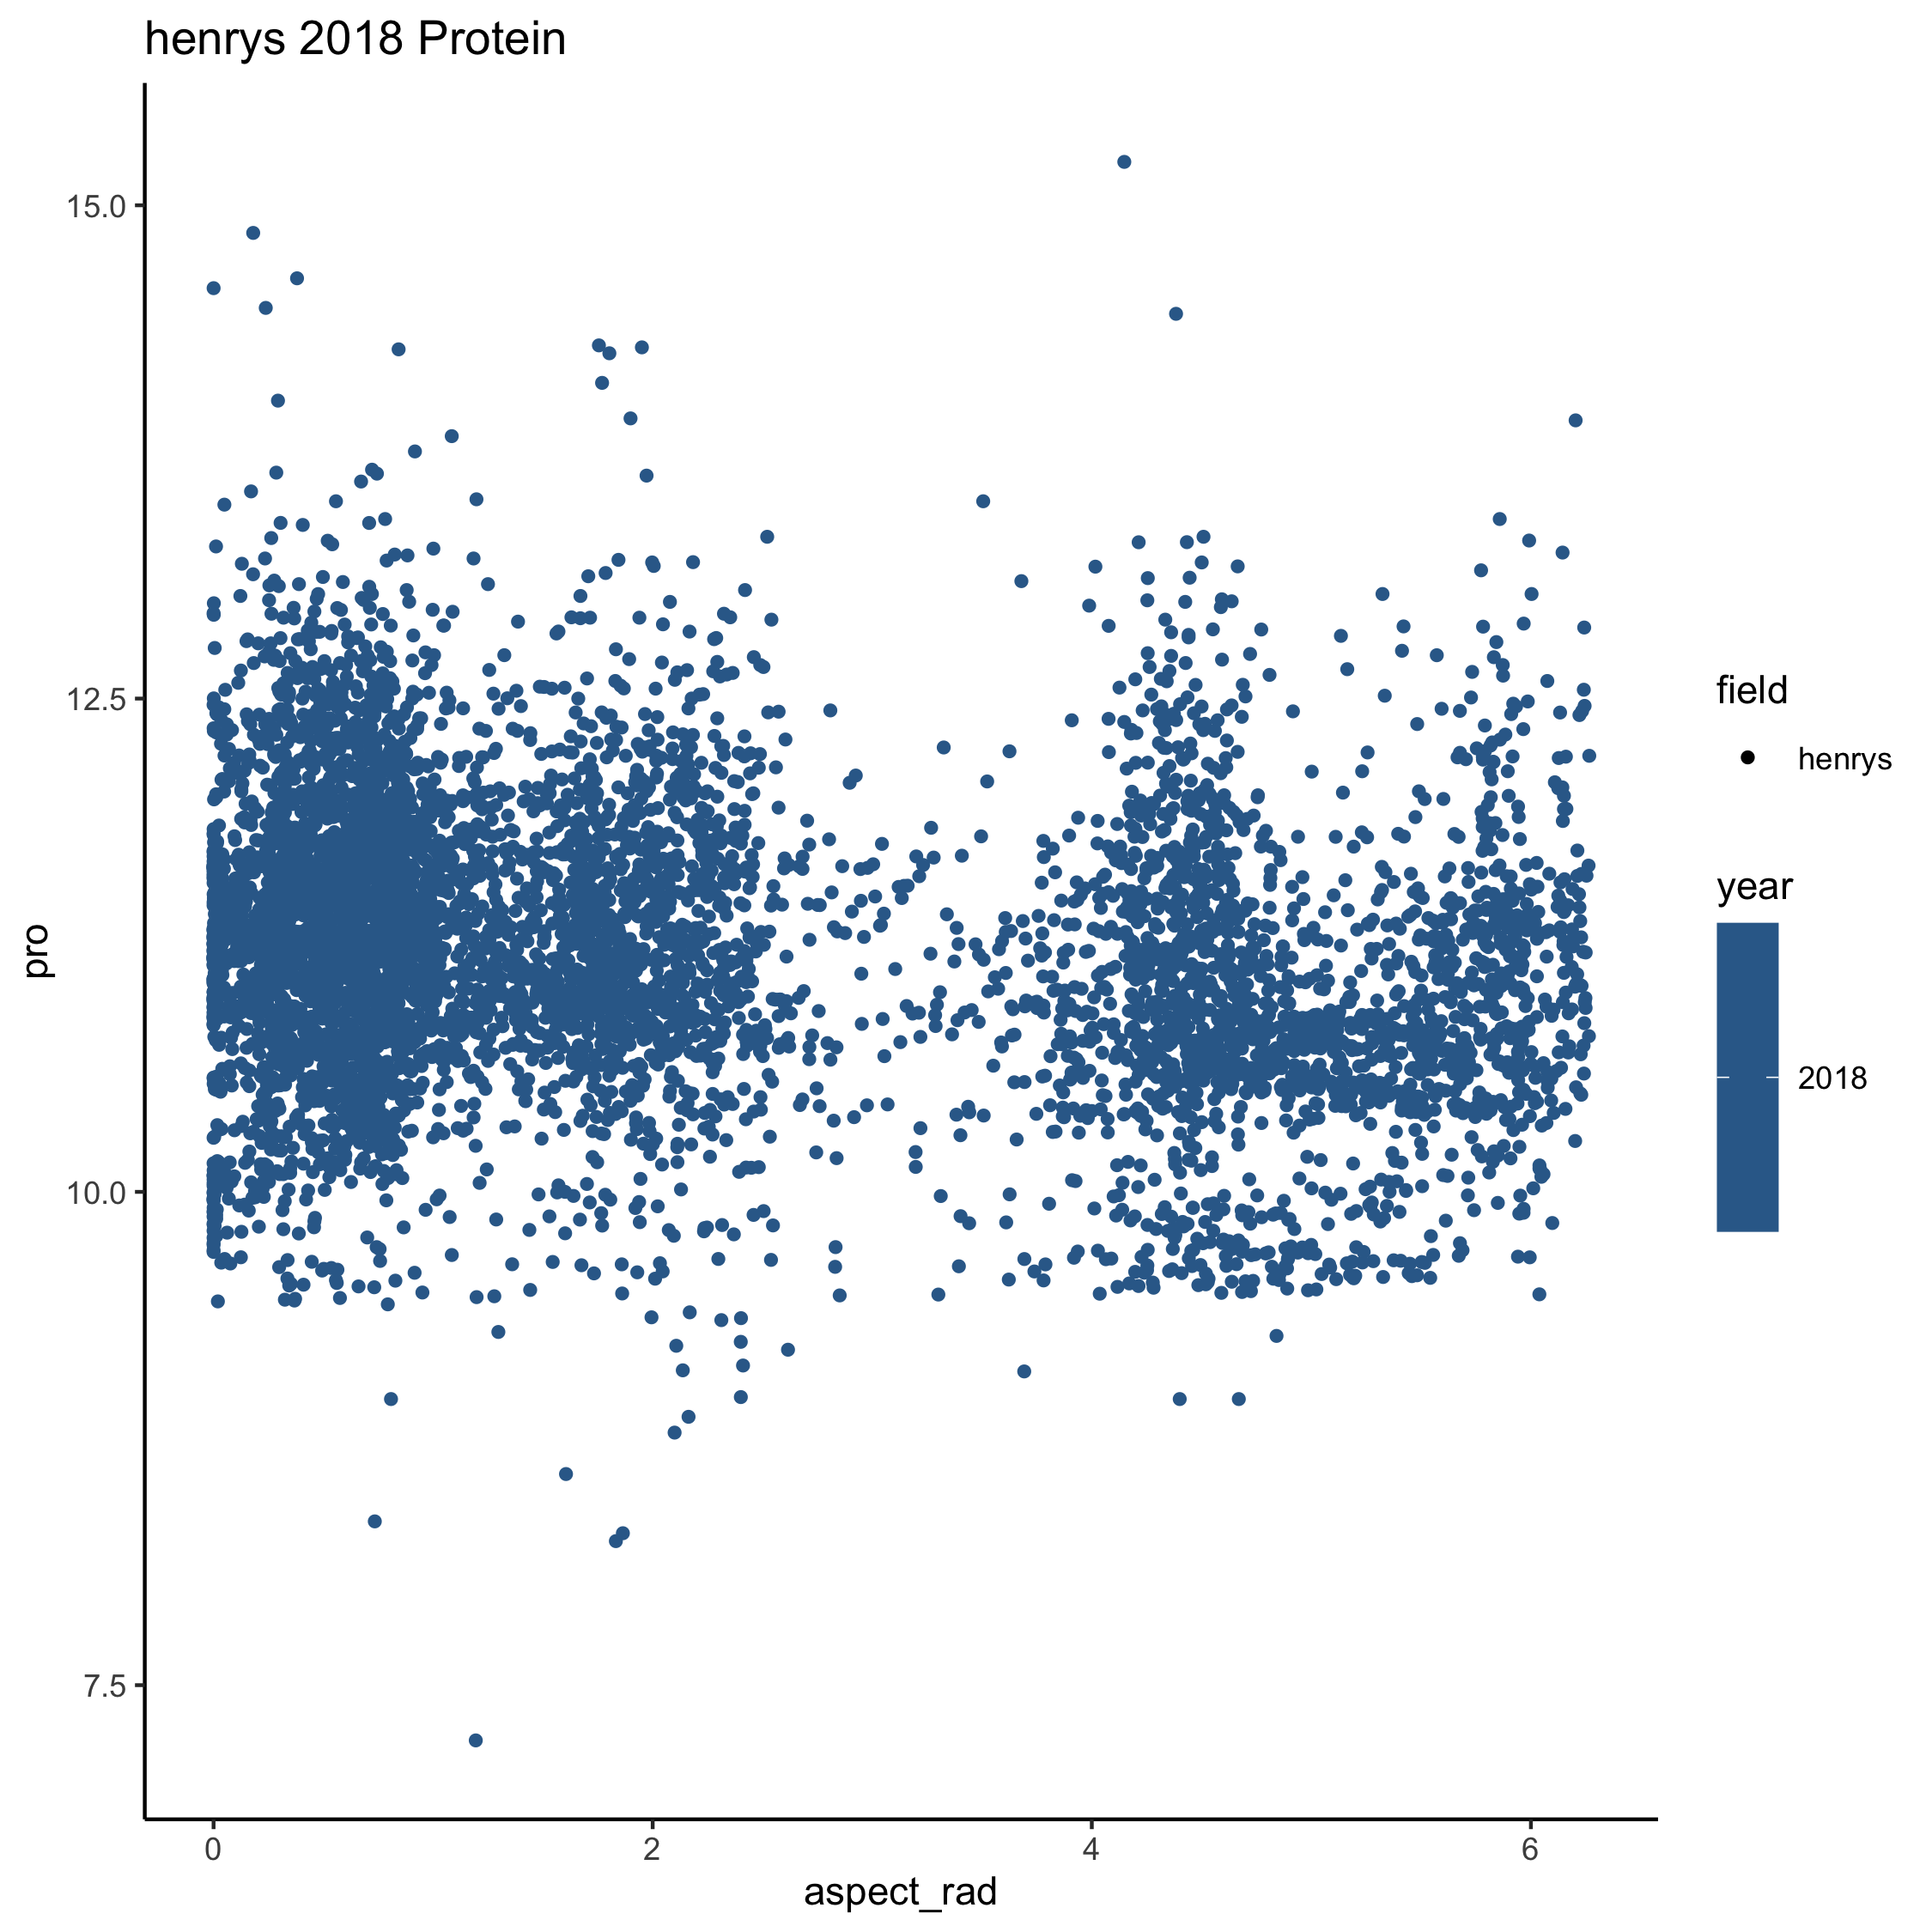 henrys 2018 Protein
15.0
12.5
10.0
7.5
pro
0 2 4 6
aspect_rad
field
henrys
year
2018